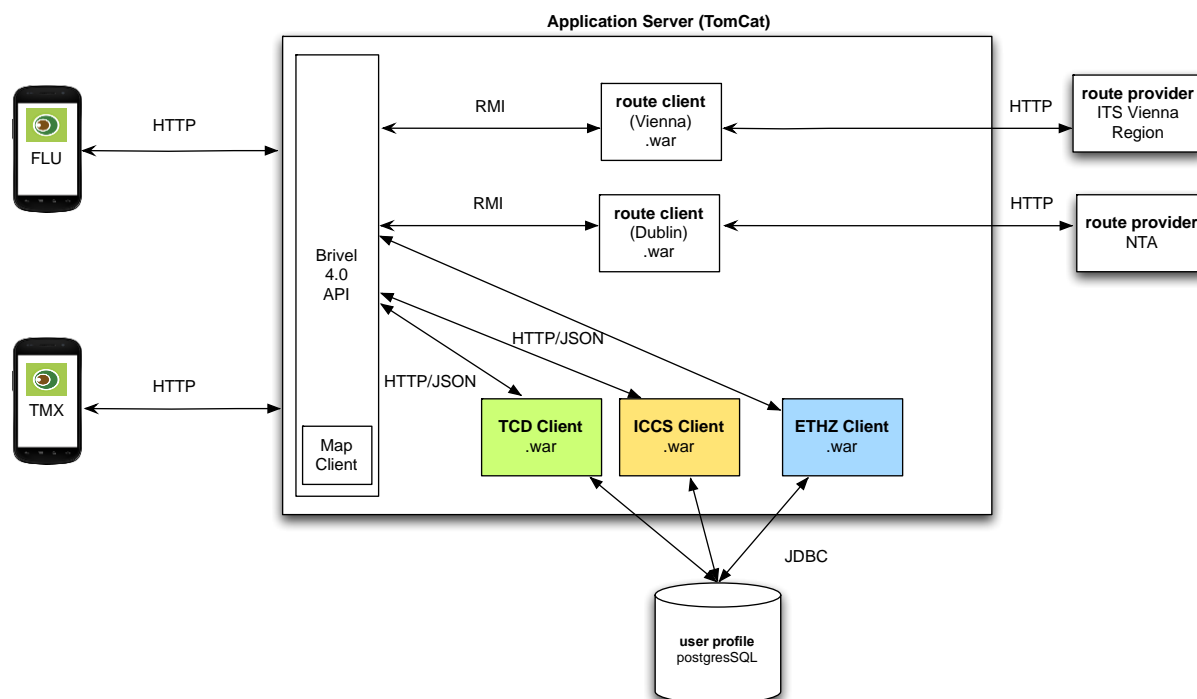 Application Server (TomCat)
HTTP
FLU
RMI
route client
(Vienna)
.war
HTTP
route provider
ITS Vienna
Region
RMI
route client
(Dublin)
.war
HTTP
route provider
NTA
Brivel
4.0
API
HTTP/JSON
HTTP/JSON
HTTP
TMX
Map
Client
TCD Client
.war
ICCS Client
.war
ETHZ Client
.war
JDBC
user profile
postgresSQL